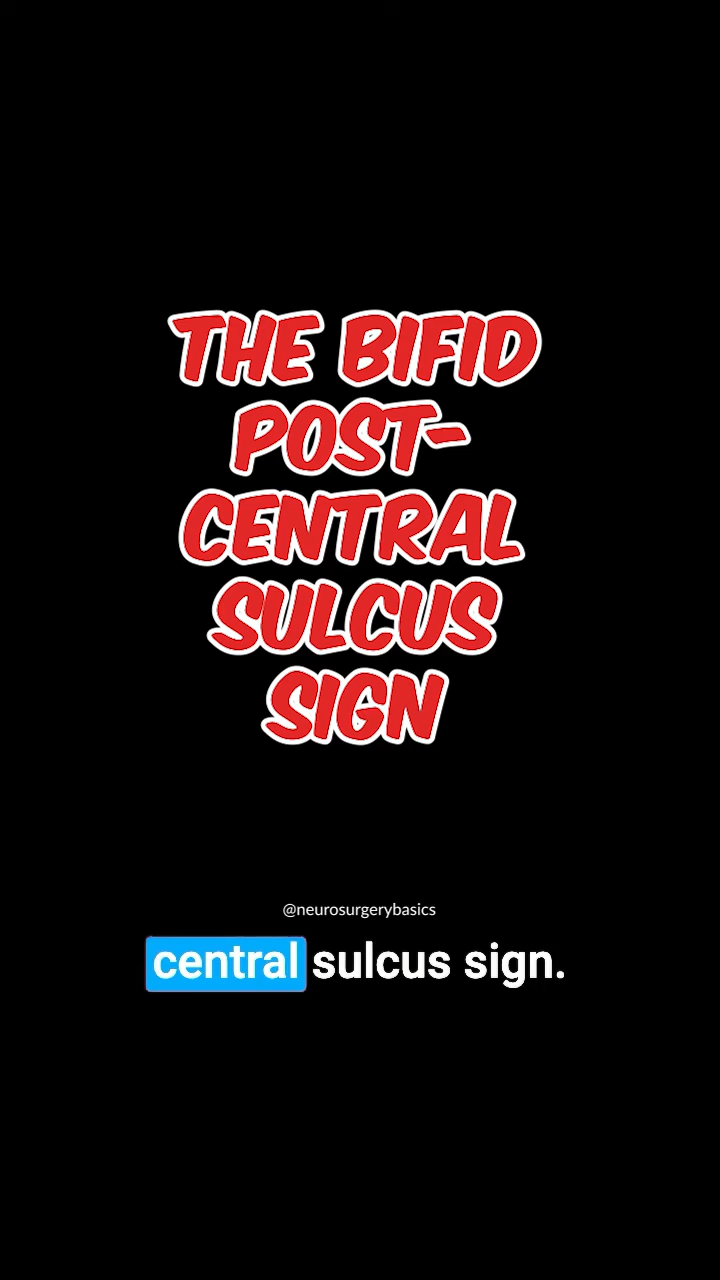 THE BIFID
POST-
CENTRAL
SULCUS
SIGN
@neurosurgerybasics
central sulcus sign.